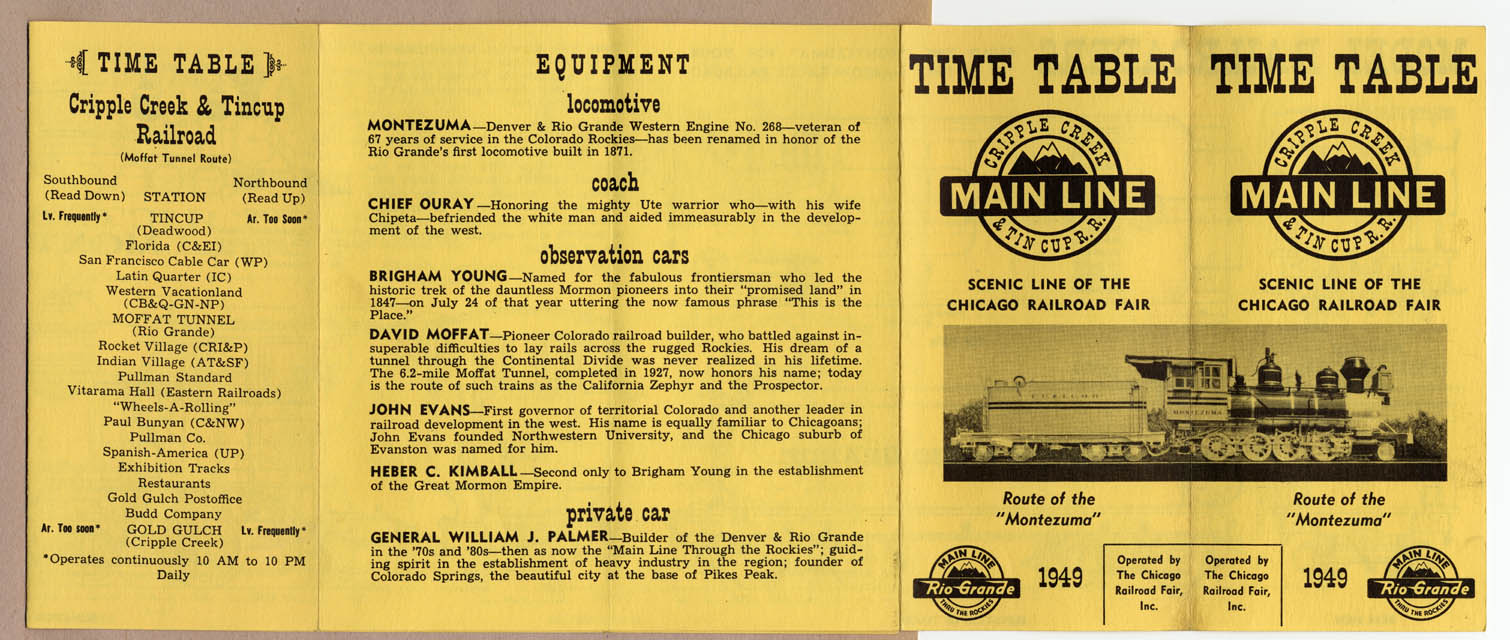 TIME TABLE
Cripple Creek & Tincup
Railroad
(Moffat Tunnel Route)
Southbound Northbound
(Read Down) STATION (Read Up)
Lv. Frequently* TINCUP Ar. Too Soon*
(Deadwood)
Florida (C&EI)
San Francisco Cable Car (WP)
Latin Quarter (IC)
Western Vacationland
(CB&Q-GN-NP)
MOFFAT TUNNEL
(Rio Grande)
Rocket Village (CRI&P)
Indian Village (AT&SF)
Pullman Standard
Vitarama Hall (Eastern Railroads)
"Wheels-A-Rolling"
Paul Bunyan (C&NW)
Pullman Co.
Spanish-America (UP)
Exhibition Tracks
Restaurants
Gold Gulch Postoffice
Budd Company
Ar. Too soon* GOLD GULCH Lv. Frequently*
(Cripple Creek)
*Operates continuously 10 AM to 10 PM
Daily
EQUIPMENT
locomotive
MONTEZUMA—Denver & Rio Grande Western Engine No. 268—veteran of
67 years of service in the Colorado Rockies—has been renamed in honor of the
Rio Grande's first locomotive built in 1871.
coach
CHIEF OURAY—Honoring the mighty Ute warrior who—with his wife
Chipeta—befriended the white man and aided immeasurably in the develop-
ment of the west.
observation cars
BRIGHAM YOUNG—Named for the fabulous frontiersman who led the
historic trek of the dauntless Mormon pioneers into their "promised land" in
1847—on July 24 of that year uttering the now famous phrase "This is the
Place."
DAVID MOFFAT—Pioneer Colorado railroad builder, who battled against in-
superable difficulties to lay rails across the rugged Rockies. His dream of a
tunnel through the Continental Divide was never realized in his lifetime.
The 6.2-mile Moffat Tunnel, completed in 1927, now honors his name; today
is the route of such trains as the California Zephyr and the Prospector.
JOHN EVANS—First governor of territorial Colorado and another leader in
railroad development in the west. His name is equally familiar to Chicagoans;
John Evans founded Northwestern University, and the Chicago suburb of
Evanston was named for him.
HEBER C. KIMBALL—Second only to Brigham Young in the establishment
of the Great Mormon Empire.
private car
GENERAL WILLIAM J. PALMER—Builder of the Denver & Rio Grande
in the '70s and '80s—then as now the "Main Line Through the Rockies"; guid-
ing spirit in the establishment of heavy industry in the region; founder of
Colorado Springs, the beautiful city at the base of Pikes Peak.
TIME TABLE
CRIPPLE CREEK
MAIN LINE
& TIN CUP R.R.
SCENIC LINE OF THE
CHICAGO RAILROAD FAIR
MONTEZUMA
Route of the
"Montezuma"
MAIN LINE
Rio Grande
THRU THE ROCKIES
1949
Operated by
The Chicago
Railroad Fair,
Inc.
TIME TABLE
CRIPPLE CREEK
MAIN LINE
& TIN CUP R.R.
SCENIC LINE OF THE
CHICAGO RAILROAD FAIR
Route of the
"Montezuma"
Operated by
The Chicago
Railroad Fair,
Inc.
1949
MAIN LINE
Rio Grande
THRU THE ROCKIES